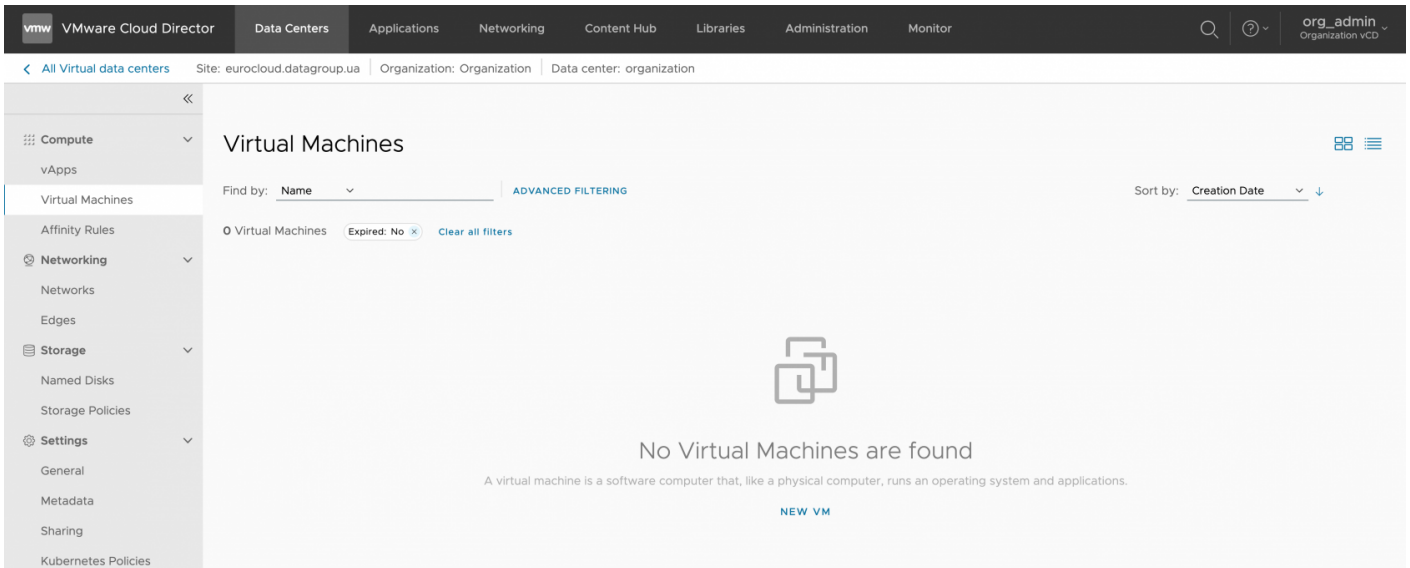 vmw VMware Cloud Director Data Centers Applications Networking Content Hub Libraries Administration Monitor org_admin
Organization vCD
All Virtual data centers Site: eurocloud.datagroup.ua Organization: Organization Data center: organization
Compute
vApps
Virtual Machines
Affinity Rules
Networking
Networks
Edges
Storage
Named Disks
Storage Policies
Settings
General
Metadata
Sharing
Kubernetes Policies
Virtual Machines
Find by: Name ADVANCED FILTERING Sort by: Creation Date
0 Virtual Machines Expired: No × Clear all filters
No Virtual Machines are found
A virtual machine is a software computer that, like a physical computer, runs an operating system and applications.
NEW VM